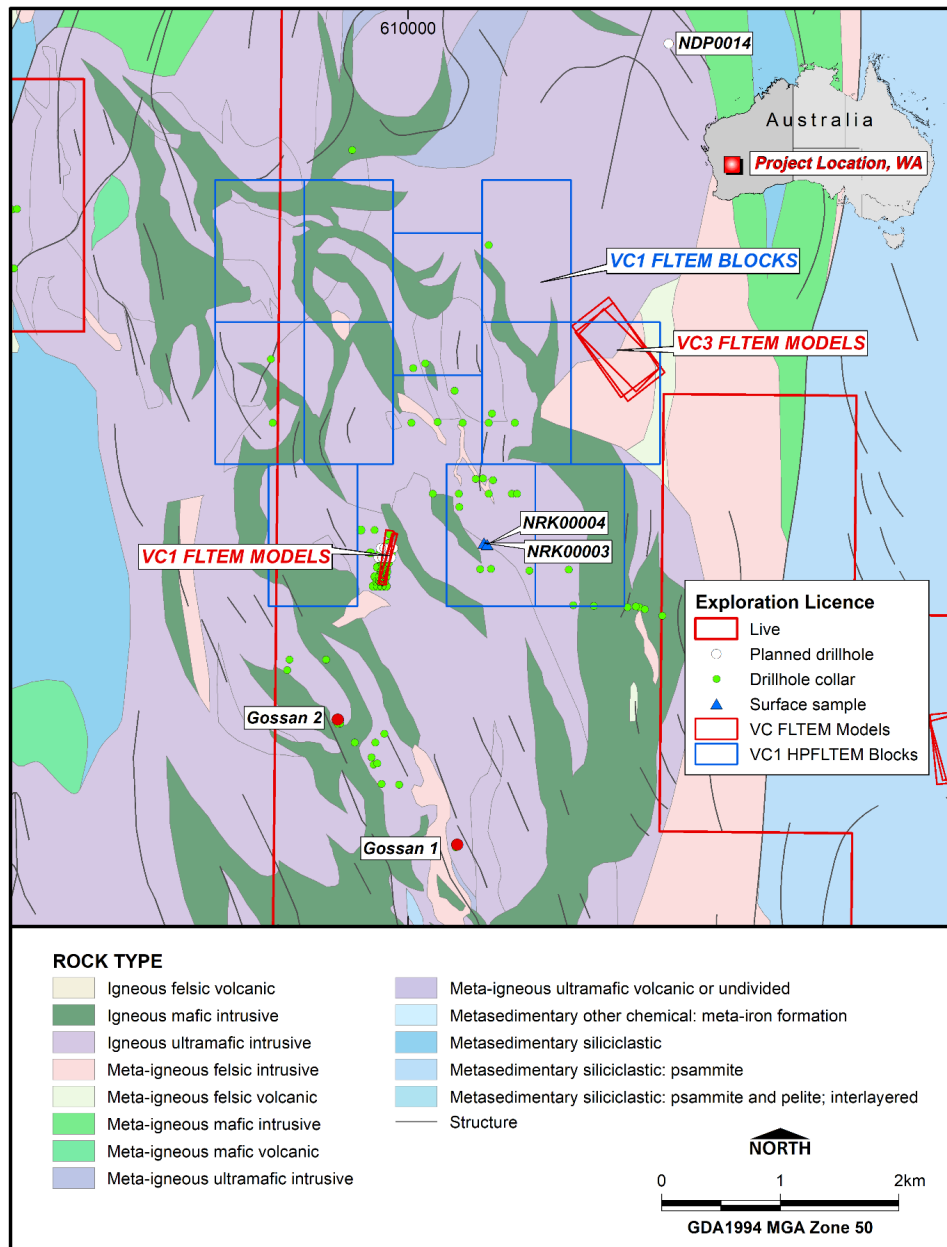 610000
NDP0014
Australia
Project Location, WA
VC1 FLTEM BLOCKS
VC3 FLTEM MODELS
NRK00004
NRK00003
VC1 FLTEM MODELS
Gossan 2
Gossan 1
Exploration Licence
Live
Planned drillhole
Drillhole collar
Surface sample
VC FLTEM Models
VC1 HPFLTEM Blocks
ROCK TYPE
Igneous felsic volcanic
Igneous mafic intrusive
Igneous ultramafic intrusive
Meta-igneous felsic intrusive
Meta-igneous felsic volcanic
Meta-igneous mafic intrusive
Meta-igneous mafic volcanic
Meta-igneous ultramafic intrusive
Meta-igneous ultramafic volcanic or undivided
Metasedimentary other chemical: meta-iron formation
Metasedimentary siliciclastic
Metasedimentary siliciclastic: psammite
Metasedimentary siliciclastic: psammite and pelite; interlayered
Structure
NORTH
0 1 2km
GDA1994 MGA Zone 50